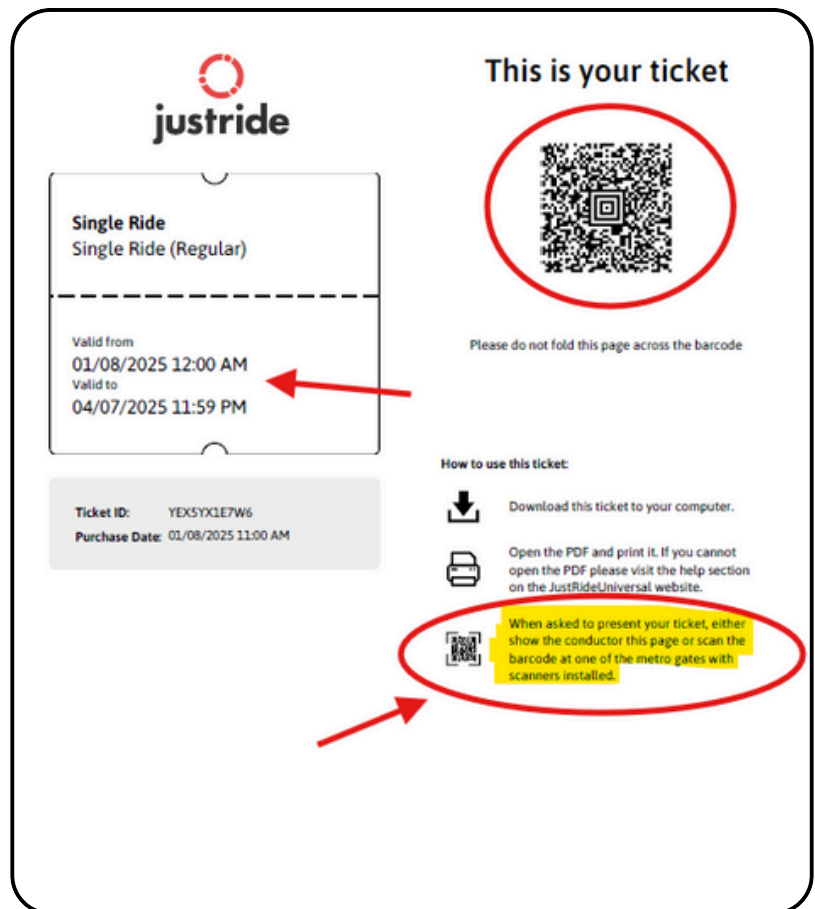 justride
Single Ride
Single Ride (Regular)
Valid from
01/08/2025 12:00 AM
Valid to
04/07/2025 11:59 PM
Ticket ID: YEX5YX1E7W6
Purchase Date: 01/08/2025 11:00 AM
This is your ticket
Please do not fold this page across the barcode
How to use this ticket:
Download this ticket to your computer.
Open the PDF and print it. If you cannot
open the PDF please visit the help section
on the JustRideUniversal website.
When asked to present your ticket, either
show the conductor this page or scan the
barcode at one of the metro gates with
scanners installed.